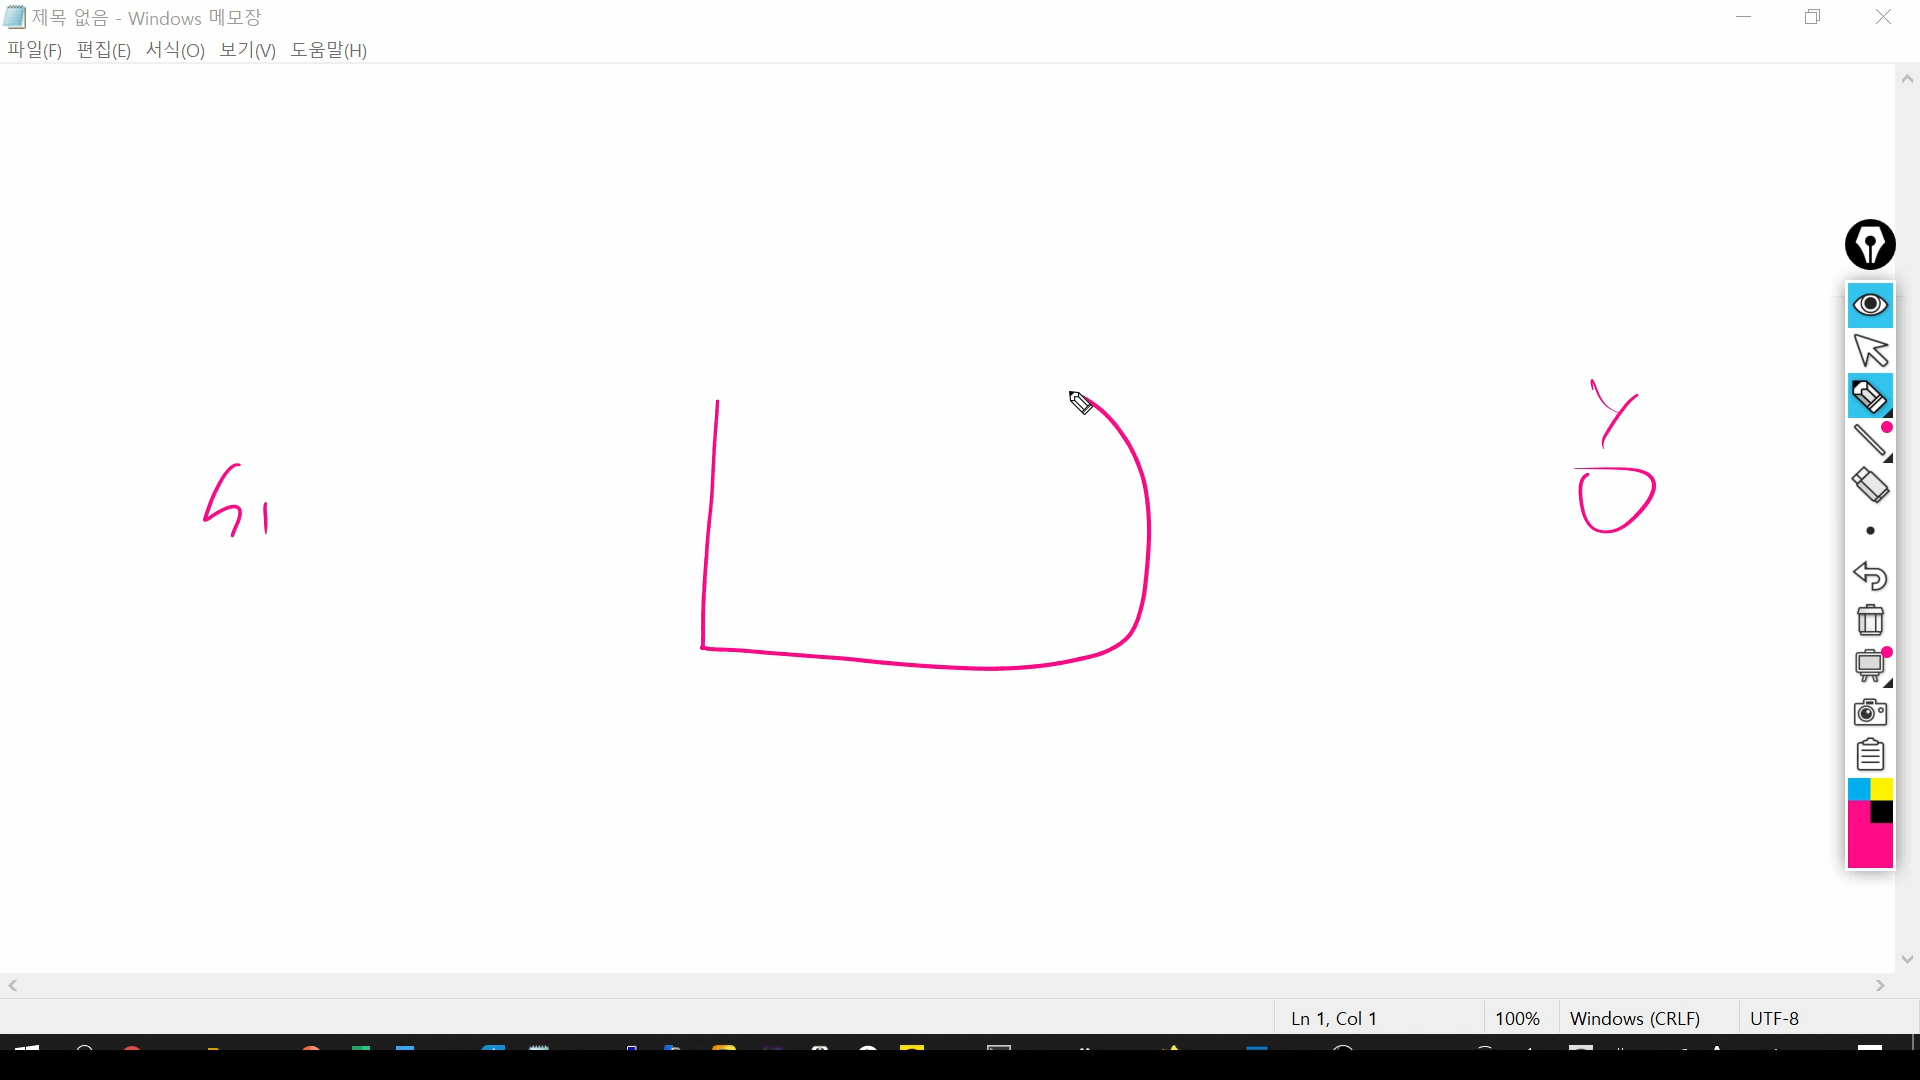 제목 없음 - Windows 메모장
파일(F) 편집(E) 서식(O) 보기(V) 도움말(H)
Ln 1, Col 1 100% Windows (CRLF) UTF-8